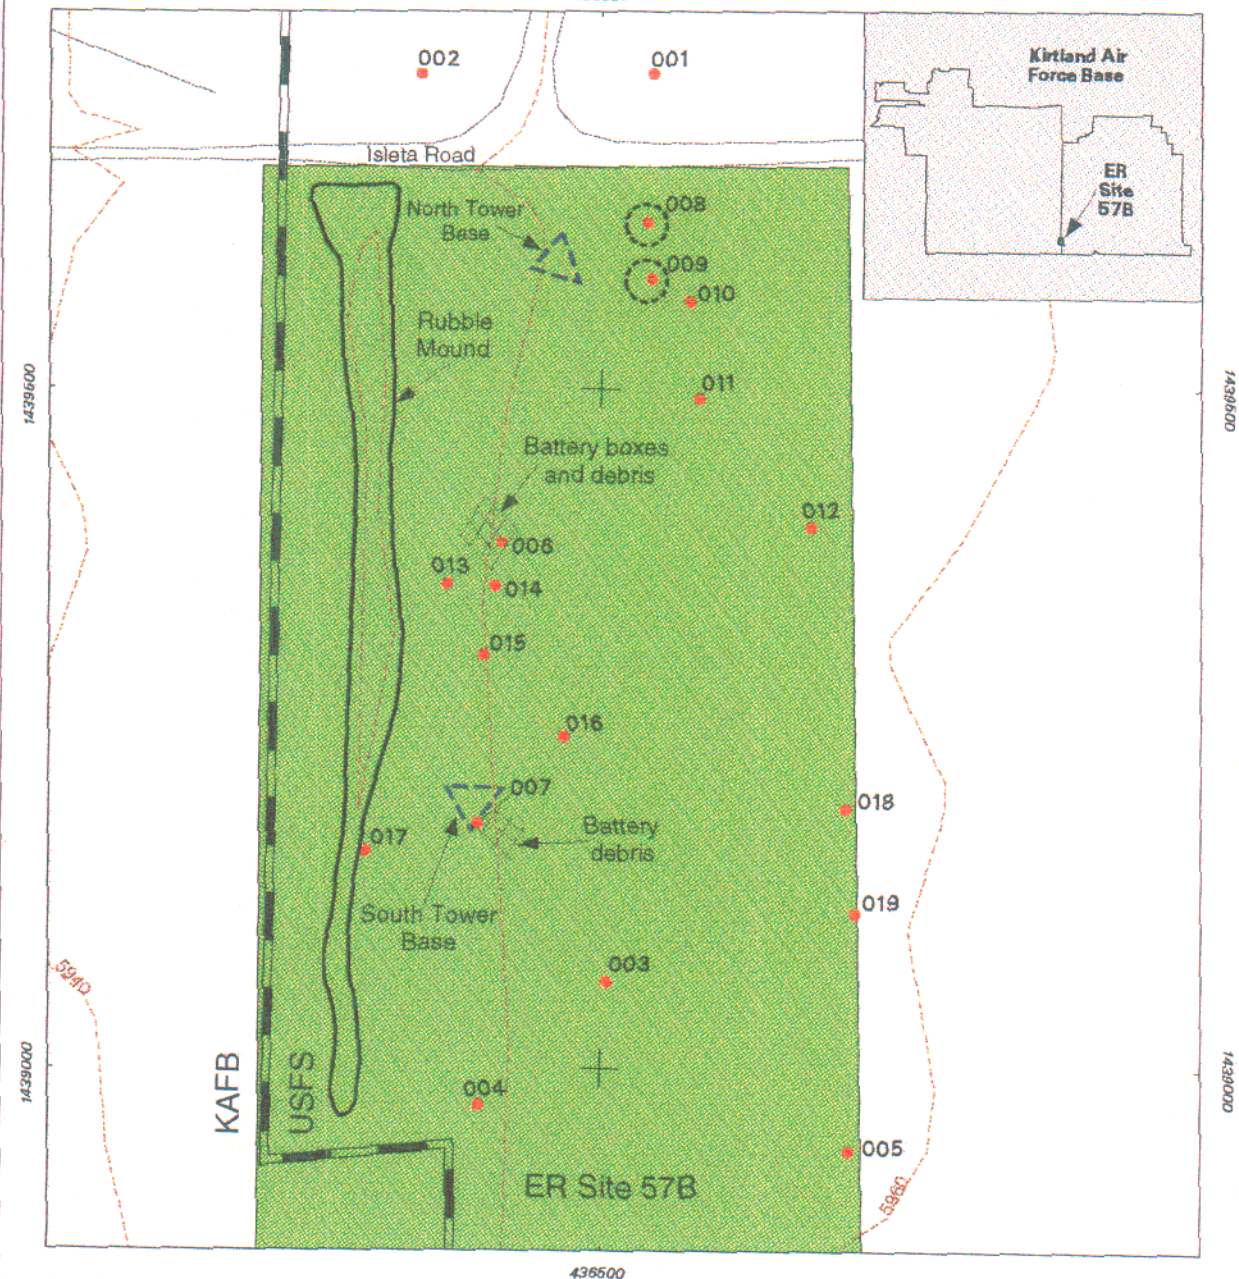 002
001
Kirtland Air
Force Base
Isleta Road
ER
Site
57B
North Tower
Base
008
009
010
Rubble
Mound
1439500
011
1439500
Battery boxes
and debris
012
006
013
014
015
016
007
018
Battery
debris
017
019
South Tower
Base
003
5940
1439000
1439000
KAFB
USFS
004
005
ER Site 57B
5960
436500